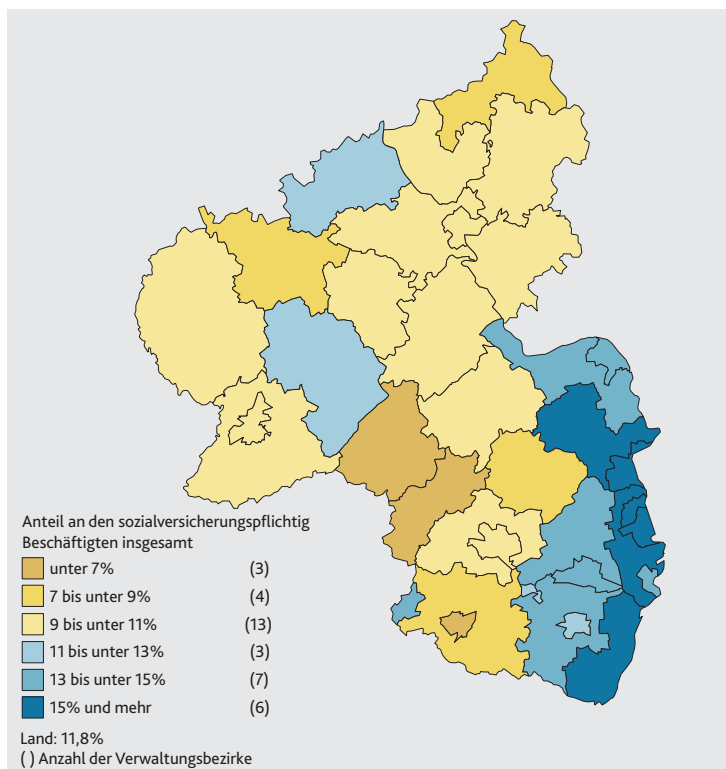 Anteil an den sozialversicherungspflichtig
Beschäftigten insgesamt
unter 7% (3)
7 bis unter 9% (4)
9 bis unter 11% (13)
11 bis unter 13% (3)
13 bis unter 15% (7)
15% und mehr (6)
Land: 11,8%
( ) Anzahl der Verwaltungsbezirke